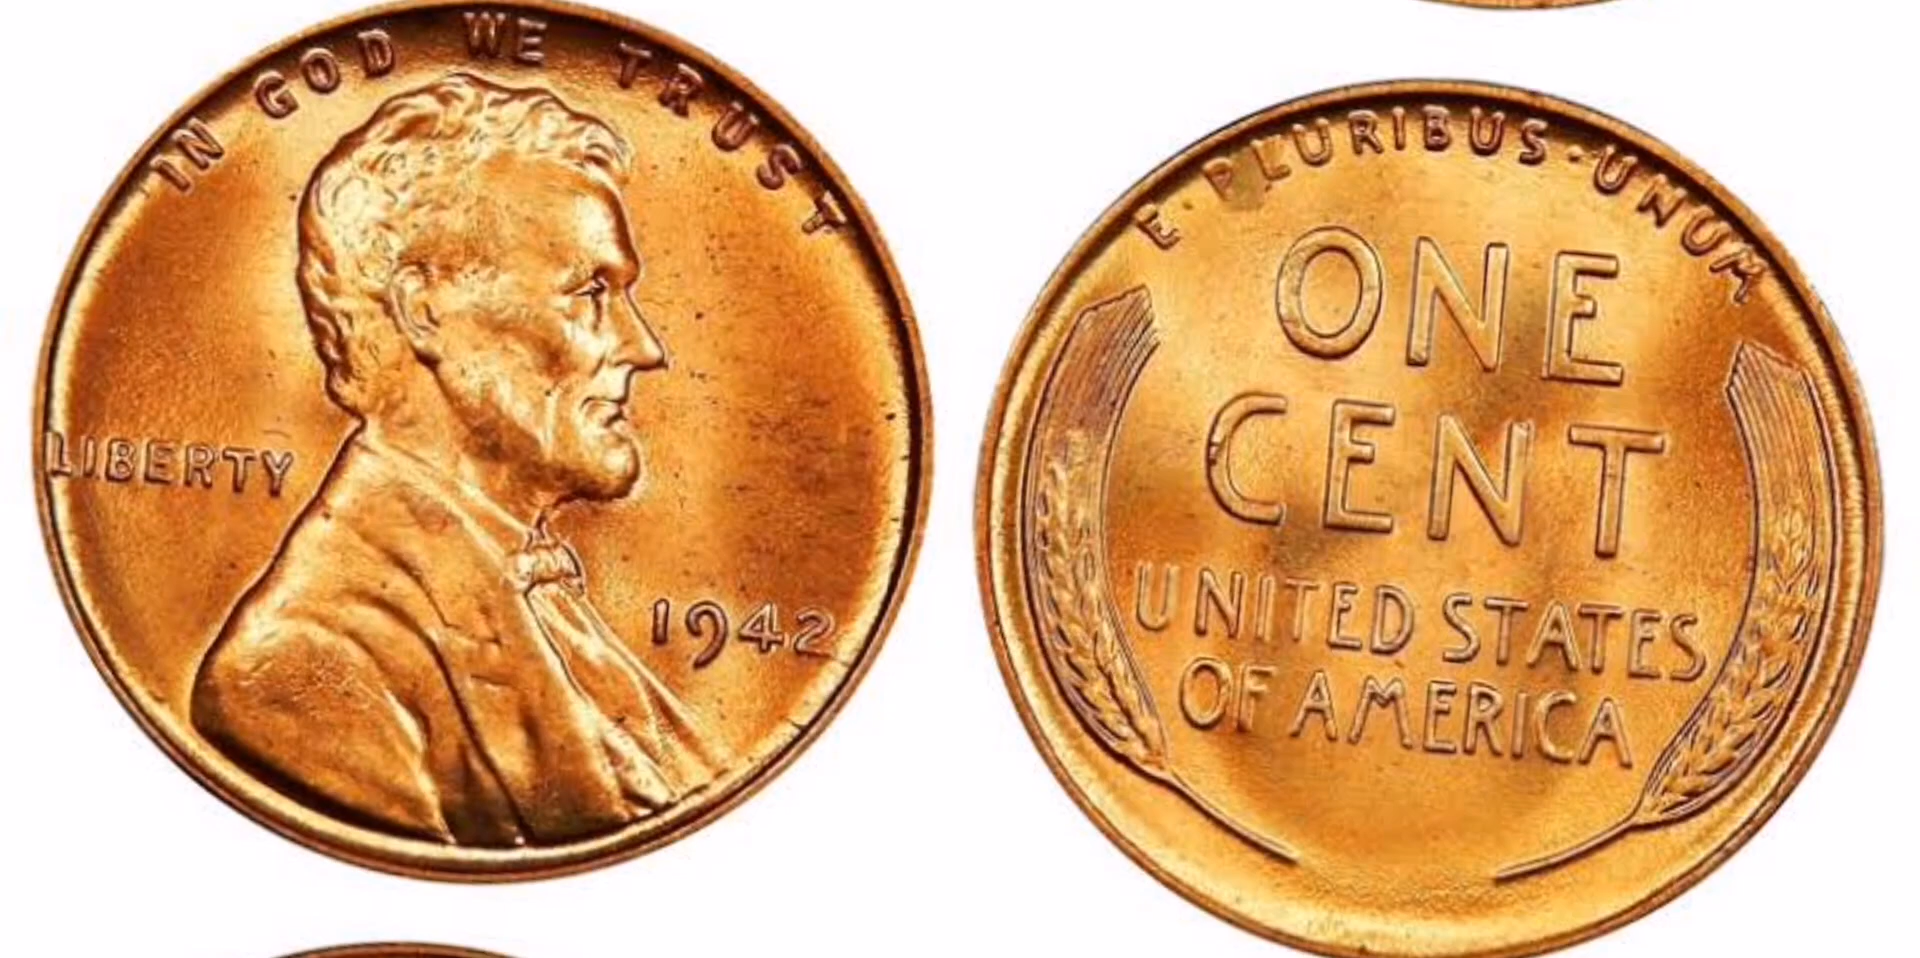 IN GOD WE TRUST
LIBERTY
1942
E · PLURIBUS · UNUM
ONE
CENT
UNITED STATES
OF AMERICA